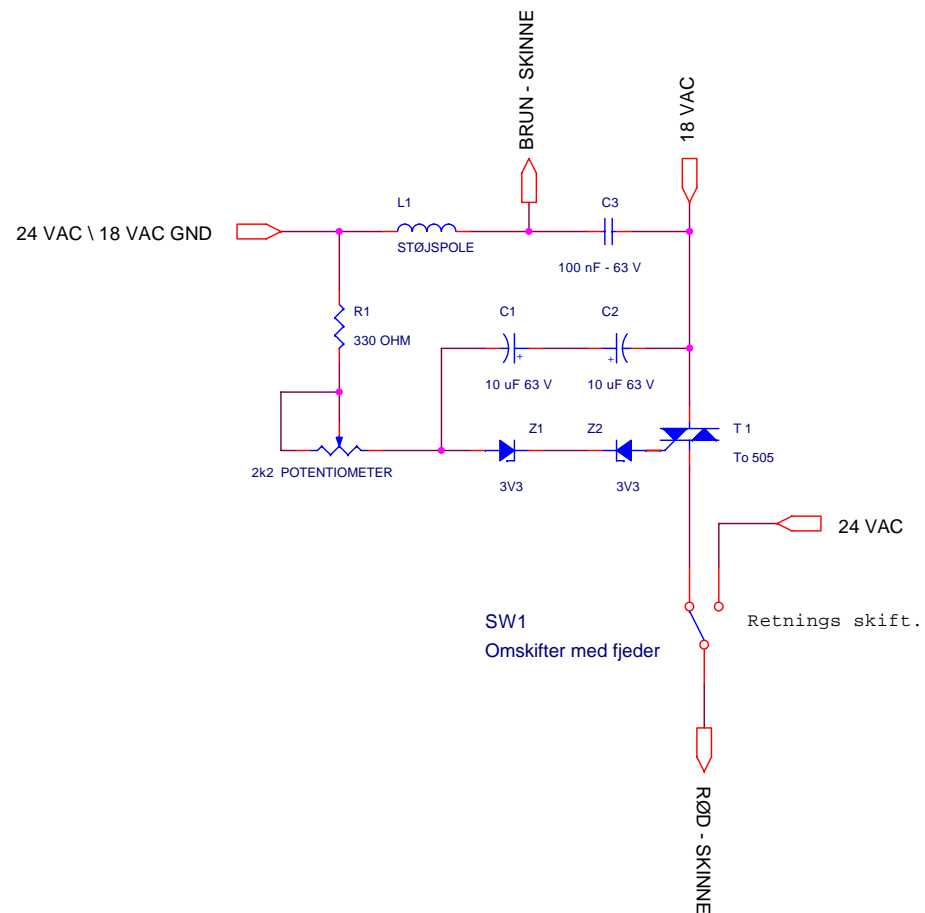 BRUN - SKINNE
18 VAC
L1
C3
24 VAC \ 18 VAC GND
STØJSPOLE
100 nF - 63 V
R1
330 OHM
C1
C2
+
+
10 uF 63 V
10 uF 63 V
Z1
Z2
T 1
To 505
2k2 POTENTIOMETER
3V3
3V3
24 VAC
SW1
Retnings skift.
Omskifter med fjeder
RØD - SKINNE